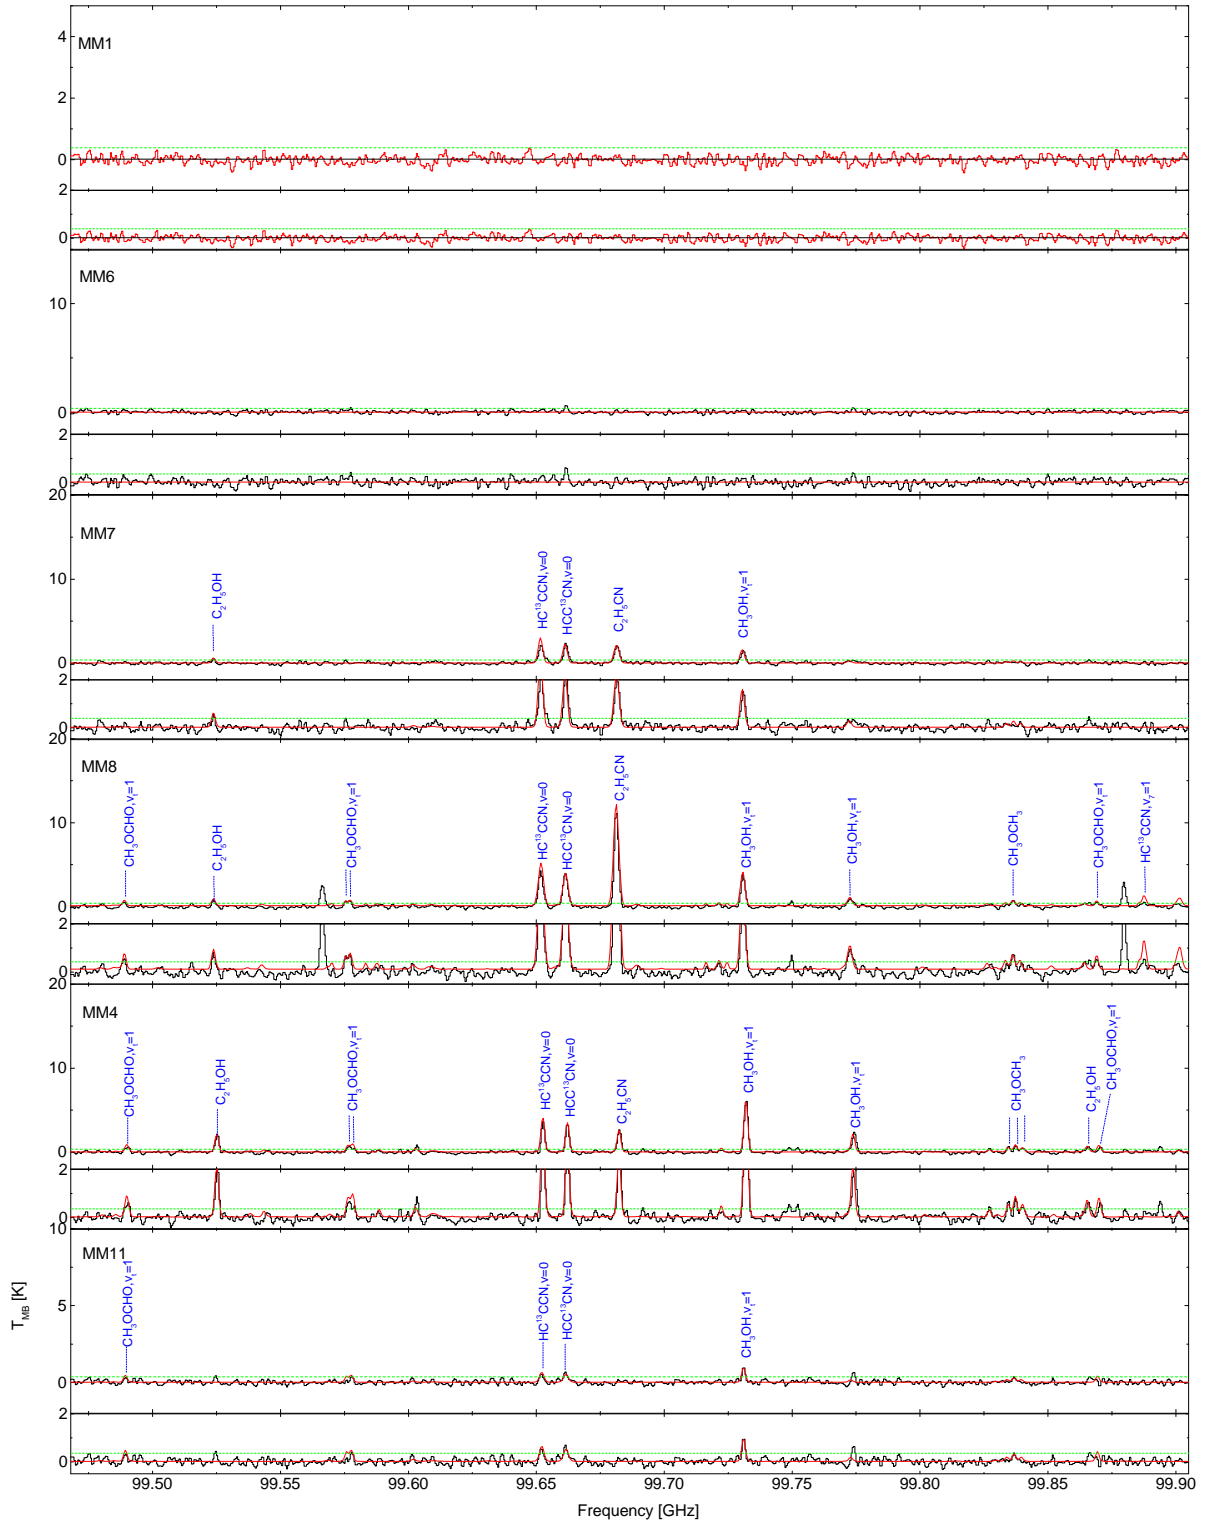 MM1
4
2
0
2
0
MM6
10
0
2
0
20
MM7
10
0
C₂H₅OH
HC¹³CCN,v=0
HCC¹³CN,v=0
C₂H₅CN
CH₃OH,vₜ=1
2
0
20
MM8
10
0
CH₃OCHO,vₜ=1
C₂H₅OH
CH₃OCHO,vₜ=1
HC¹³CCN,v=0
HCC¹³CN,v=0
C₂H₅CN
CH₃OH,vₜ=1
CH₃OH,vₜ=1
CH₃OCH₃
CH₃OCHO,vₜ=1
HC¹³CCN,v₇=1
2
0
20
MM4
10
0
CH₃OCHO,vₜ=1
C₂H₅OH
CH₃OCHO,vₜ=1
HC¹³CCN,v=0
HCC¹³CN,v=0
C₂H₅CN
CH₃OH,vₜ=1
CH₃OH,vₜ=1
CH₃OCH₃
C₂H₅OH
CH₃OCHO,vₜ=1
2
0
10
MM11
5
0
CH₃OCHO,vₜ=1
HC¹³CCN,v=0
HCC¹³CN,v=0
CH₃OH,vₜ=1
2
0
T_MB [K]
99.50 99.55 99.60 99.65 99.70 99.75 99.80 99.85 99.90
Frequency [GHz]